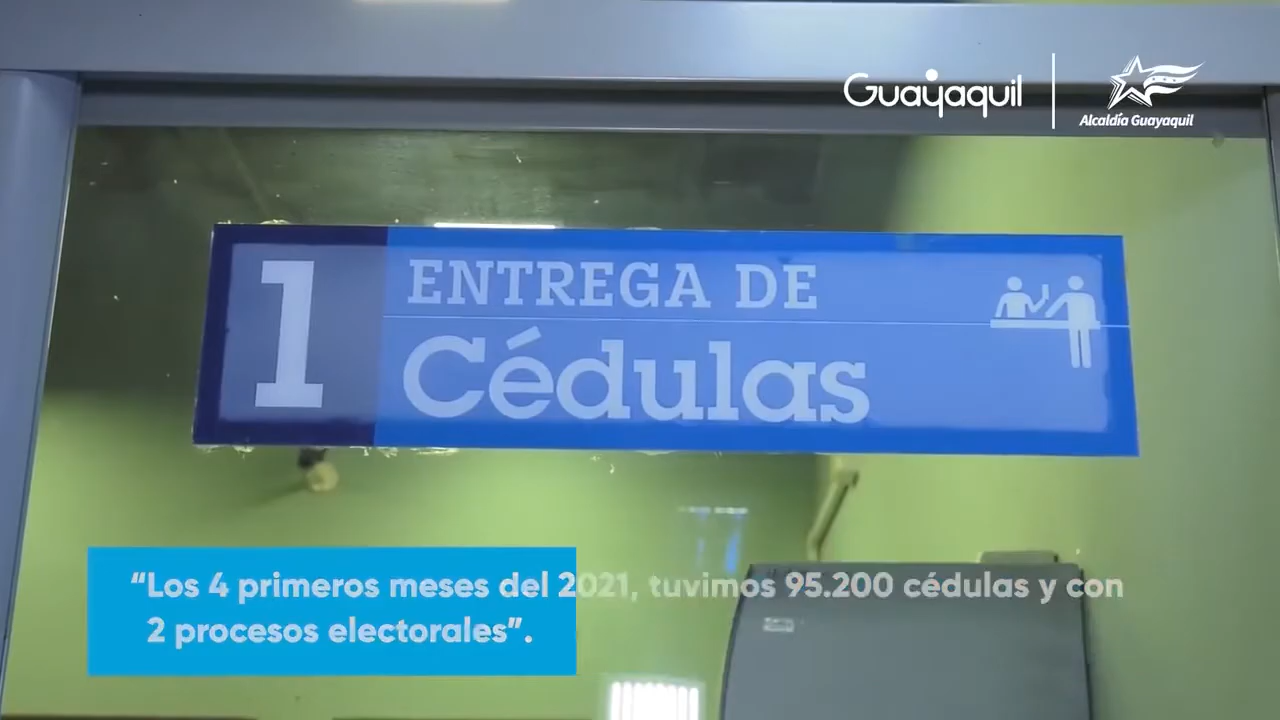 Guayaquil
Alcaldía Guayaquil
1
ENTREGA DE
Cédulas
“Los 4 primeros meses del 2021, tuvimos 95.200 cédulas y con
2 procesos electorales”.